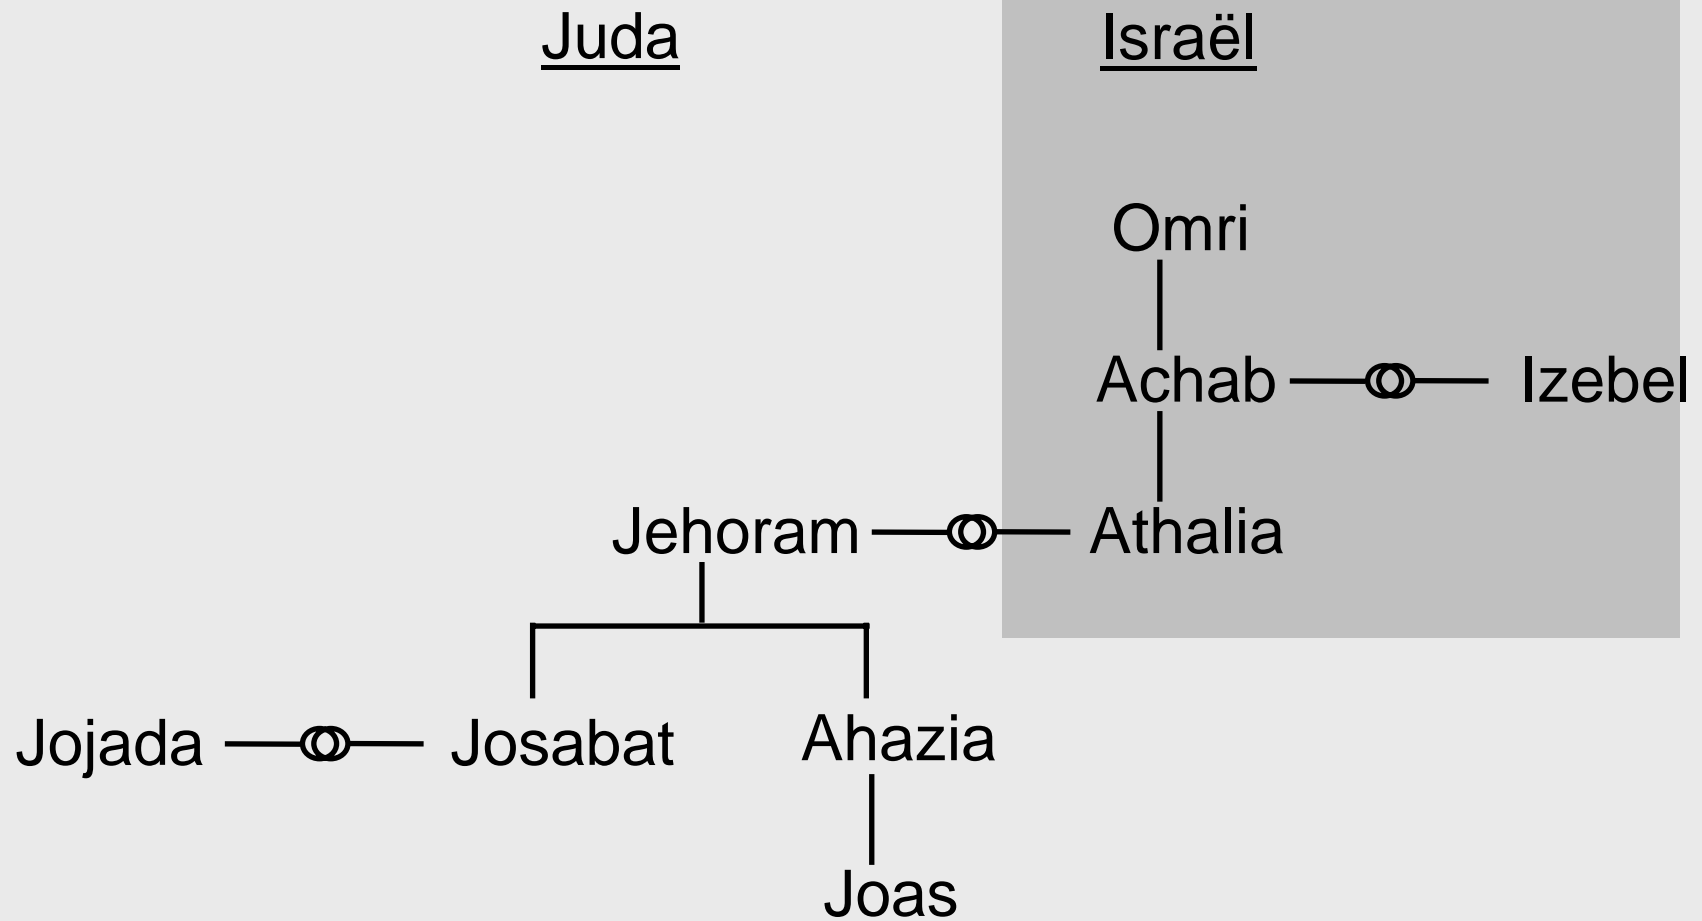 Juda
Israël
Omri
Achab
Izebel
Jehoram
Athalia
Jojada
Josabat
Ahazia
Joas